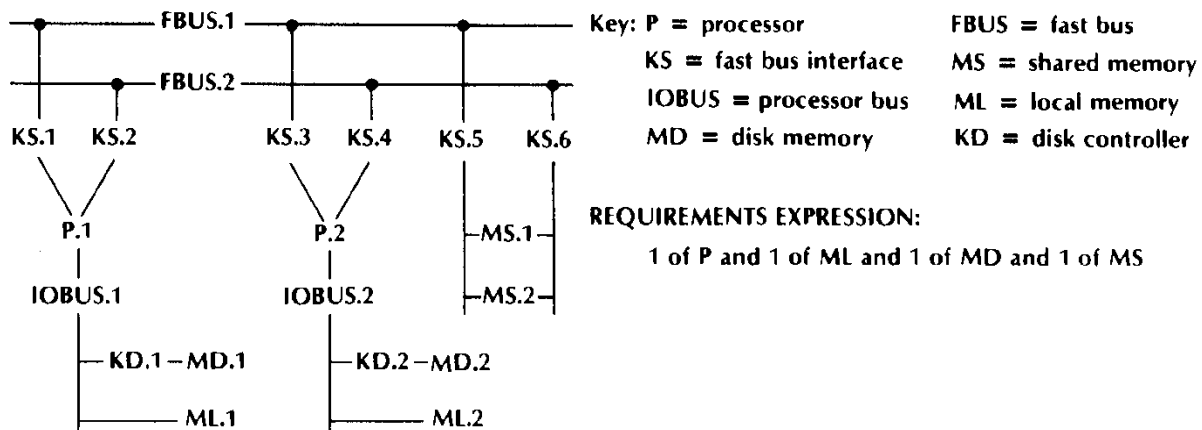 FBUS.1
FBUS.2
KS.1 KS.2 KS.3 KS.4 KS.5 KS.6
P.1 P.2 MS.1
IOBUS.1 IOBUS.2 MS.2
KD.1 MD.1 KD.2 MD.2
ML.1 ML.2
Key: P = processor FBUS = fast bus
KS = fast bus interface MS = shared memory
IOBUS = processor bus ML = local memory
MD = disk memory KD = disk controller
REQUIREMENTS EXPRESSION:
1 of P and 1 of ML and 1 of MD and 1 of MS